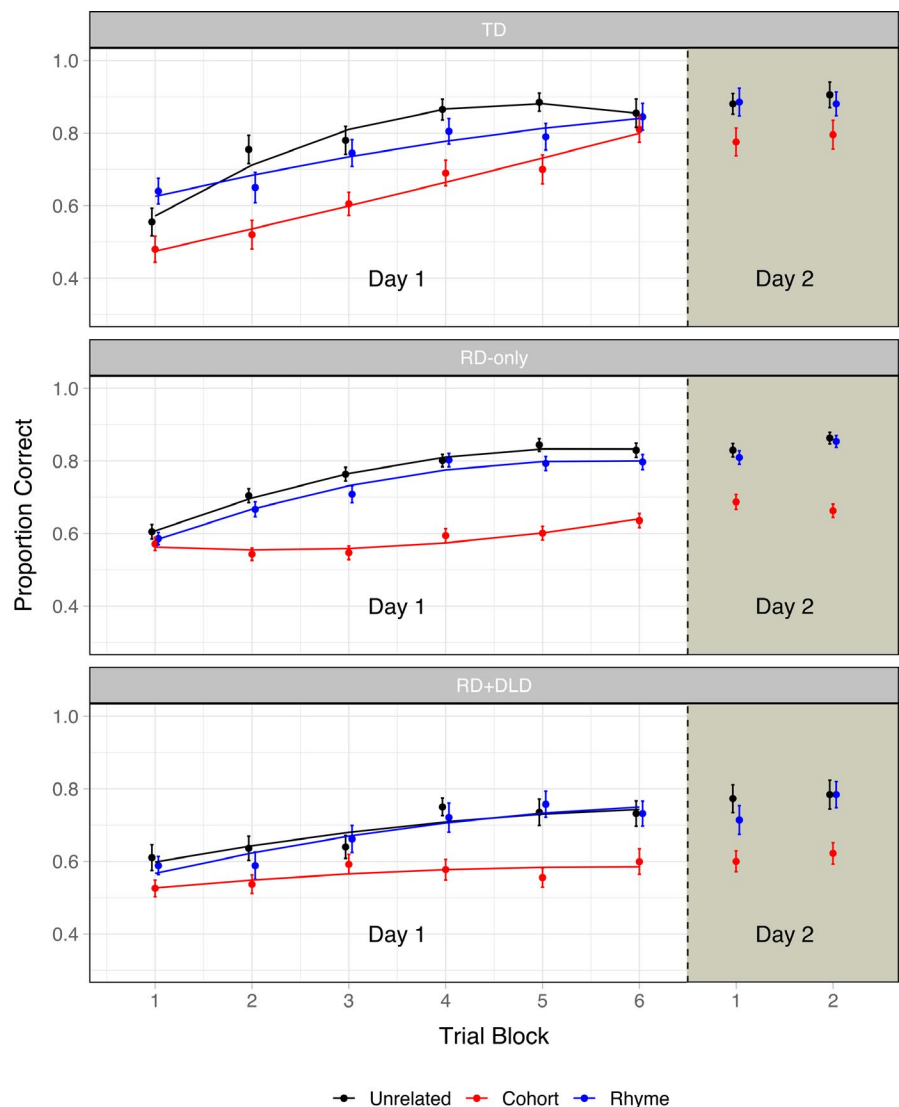 TD
1.0
0.8
0.6
0.4
Day 1
Day 2
RD-only
1.0
0.8
0.6
0.4
Day 1
Day 2
Proportion Correct
RD+DLD
1.0
0.8
0.6
0.4
Day 1
Day 2
1 2 3 4 5 6 1 2
Trial Block
Unrelated Cohort Rhyme